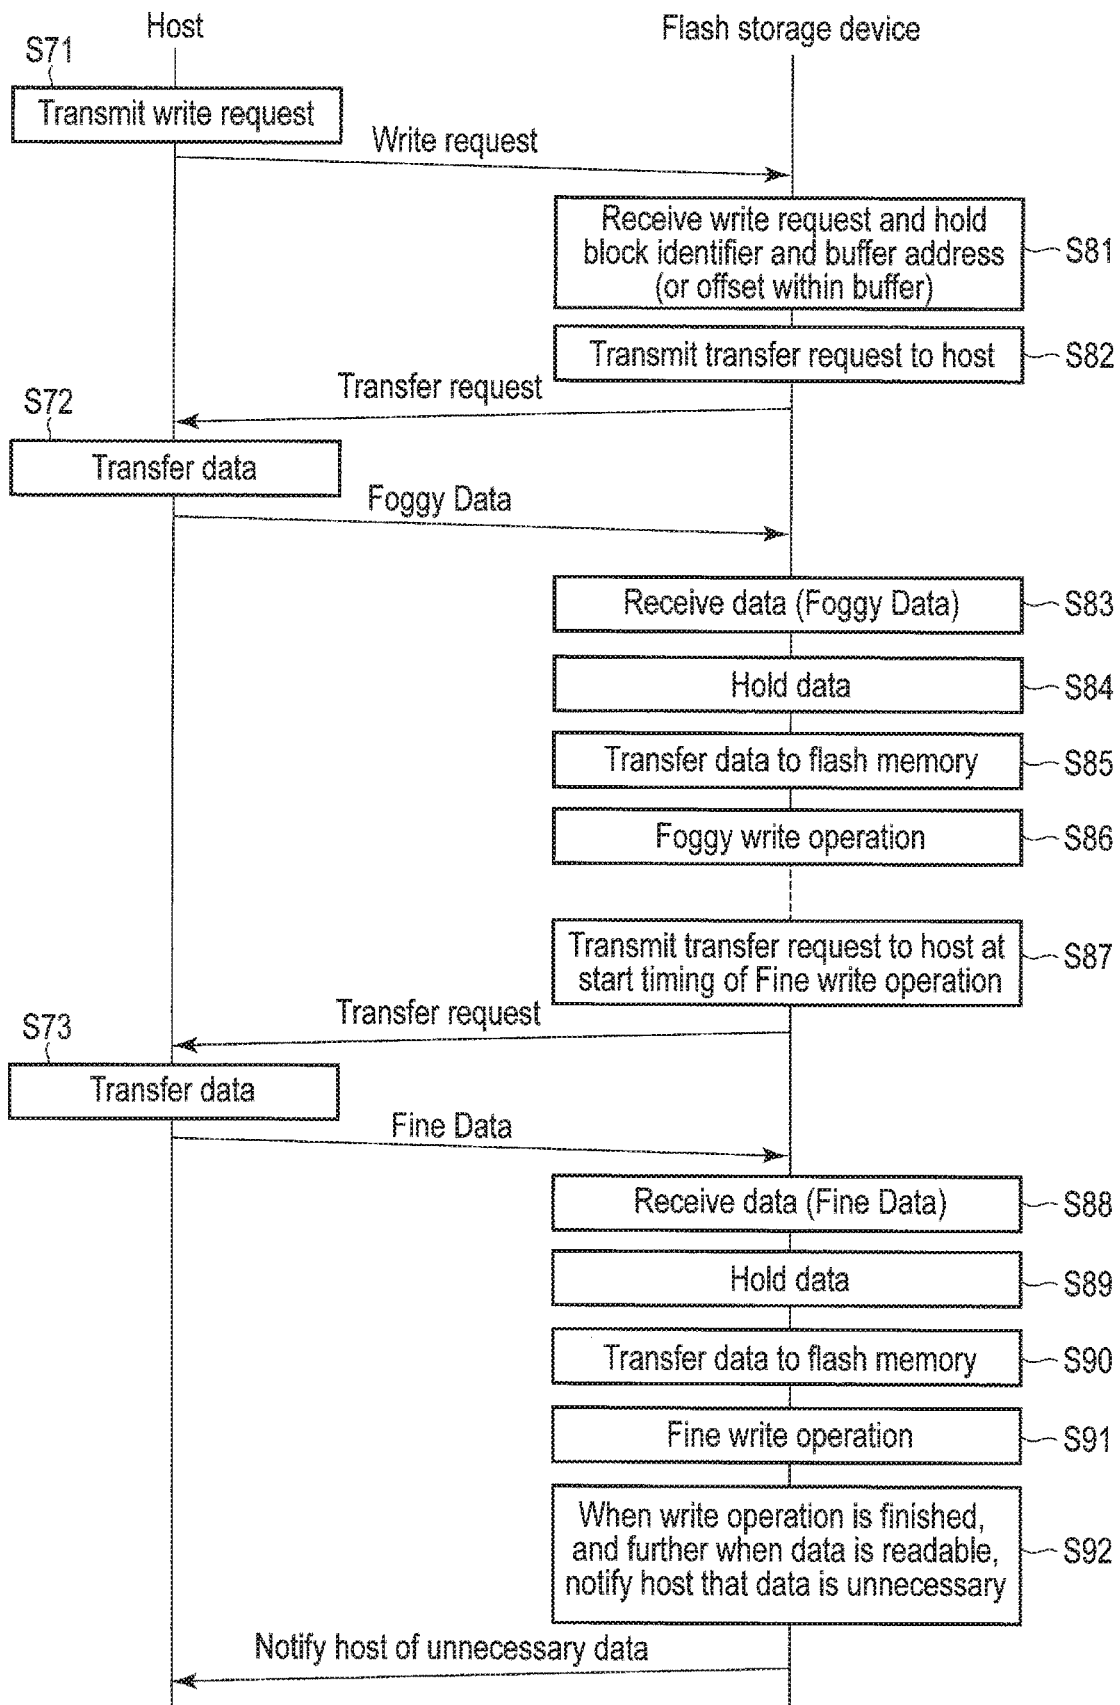 Host
Flash storage device
S71
Transmit write request
Write request
Receive write request and hold
block identifier and buffer address
(or offset within buffer)
S81
Transmit transfer request to host
S82
Transfer request
S72
Transfer data
Foggy Data
Receive data (Foggy Data)
S83
Hold data
S84
Transfer data to flash memory
S85
Foggy write operation
S86
Transmit transfer request to host at
start timing of Fine write operation
S87
Transfer request
S73
Transfer data
Fine Data
Receive data (Fine Data)
S88
Hold data
S89
Transfer data to flash memory
S90
Fine write operation
S91
When write operation is finished,
and further when data is readable,
notify host that data is unnecessary
S92
Notify host of unnecessary data